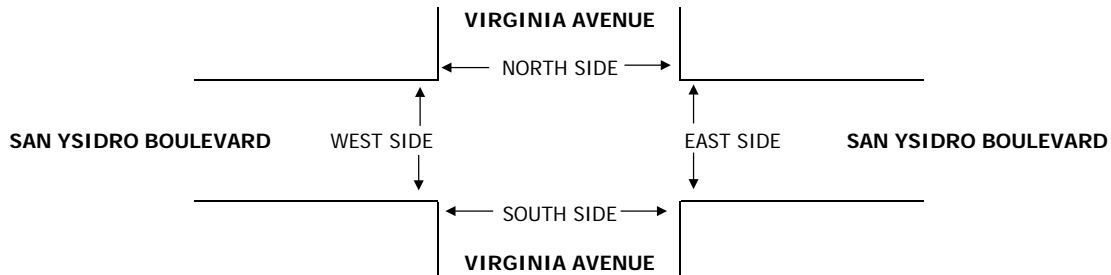 VIRGINIA AVENUE
NORTH SIDE
SAN YSIDRO BOULEVARD WEST SIDE EAST SIDE SAN YSIDRO BOULEVARD
SOUTH SIDE
VIRGINIA AVENUE